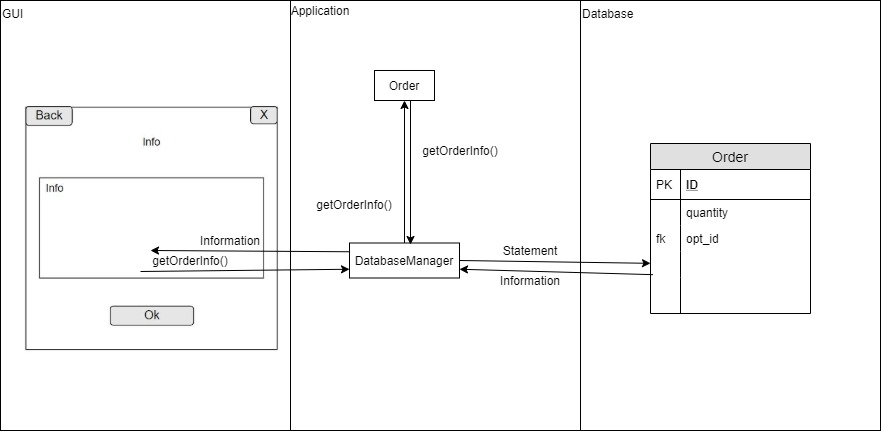 GUI
Application
Database
Back
X
Info
Info
Ok
Information
getOrderInfo()
Order
getOrderInfo()
getOrderInfo()
DatabaseManager
Statement
Information
Order
PK ID
quantity
fk opt_id